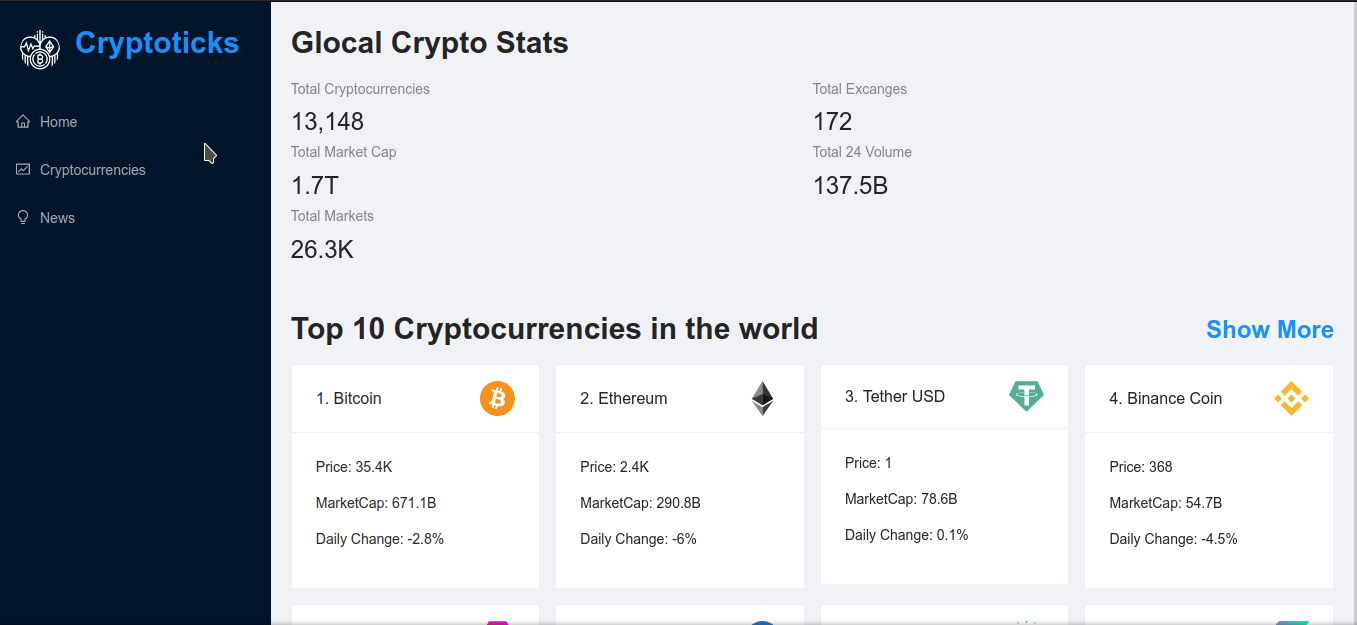 Cryptoticks
Home
Cryptocurrencies
News
Glocal Crypto Stats
Total Cryptocurrencies
13,148
Total Excanges
172
Total Market Cap
1.7T
Total 24 Volume
137.5B
Total Markets
26.3K
Top 10 Cryptocurrencies in the world
Show More
1. Bitcoin
Price: 35.4K
MarketCap: 671.1B
Daily Change: -2.8%
2. Ethereum
Price: 2.4K
MarketCap: 290.8B
Daily Change: -6%
3. Tether USD
Price: 1
MarketCap: 78.6B
Daily Change: 0.1%
4. Binance Coin
Price: 368
MarketCap: 54.7B
Daily Change: -4.5%